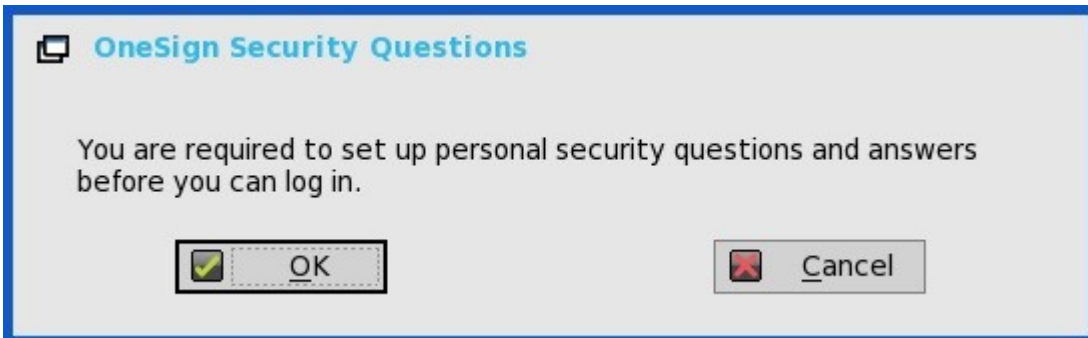 OneSign Security Questions
You are required to set up personal security questions and answers
before you can log in.
OK
Cancel